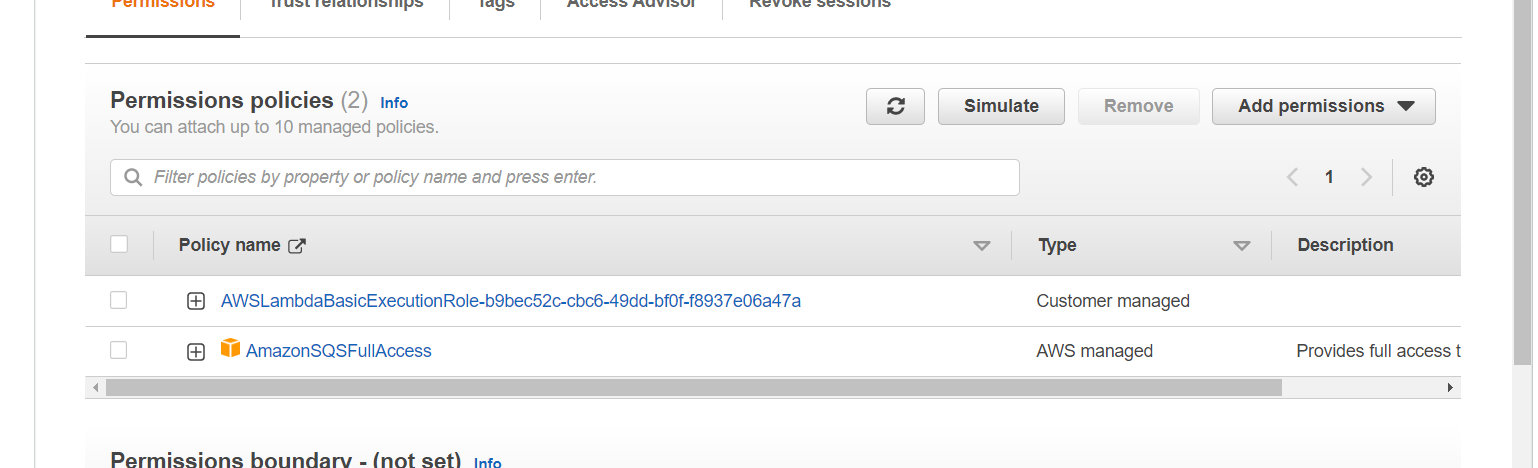 Permissions Trust relationships Tags Access Advisor Revoke sessions
Permissions policies (2) Info
You can attach up to 10 managed policies.
Simulate Remove Add permissions
Filter policies by property or policy name and press enter.
1
Policy name Type Description
AWSLambdaBasicExecutionRole-b9bec52c-cbc6-49dd-bf0f-f8937e06a47a Customer managed
AmazonSQSFullAccess AWS managed Provides full access t
Permissions boundary - (not set) Info